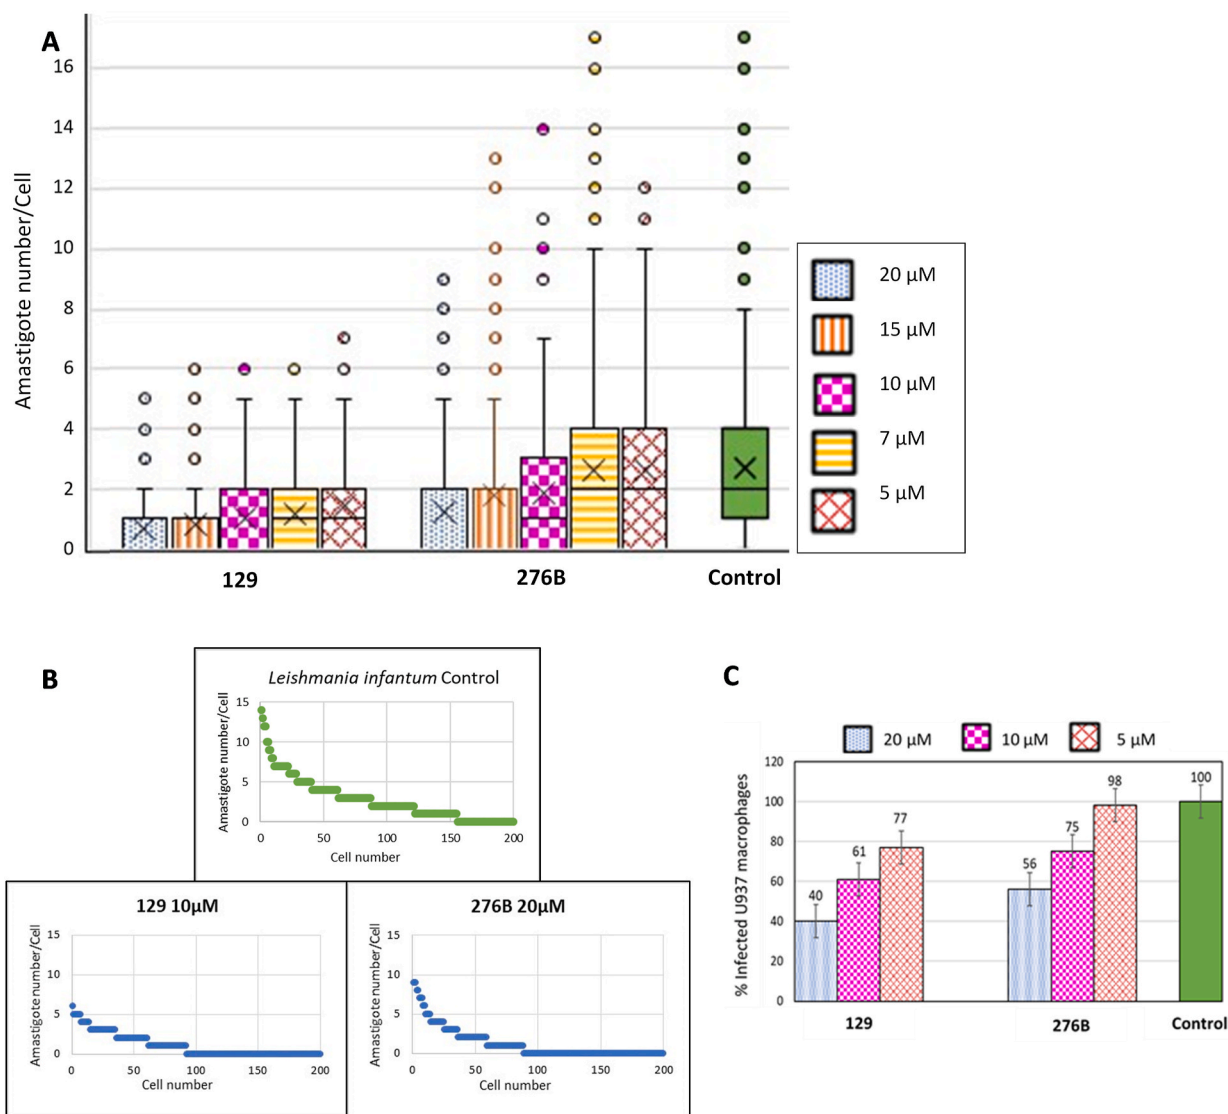 A
Amastigote number/Cell
16
14
12
10
8
6
4
2
0
129
276B
Control
20 µM
15 µM
10 µM
7 µM
5 µM
B
Leishmania infantum Control
Amastigote number/Cell
15
10
5
0
0 50 100 150 200
Cell number
129 10µM
Amastigote number/Cell
15
10
5
0
0 50 100 150 200
Cell number
276B 20µM
Amastigote number/Cell
15
10
5
0
0 50 100 150 200
Cell number
C
20 µM 10 µM 5 µM
% Infected U937 macrophages
120
100
80
60
40
20
0
40
61
77
56
75
98
100
129
276B
Control